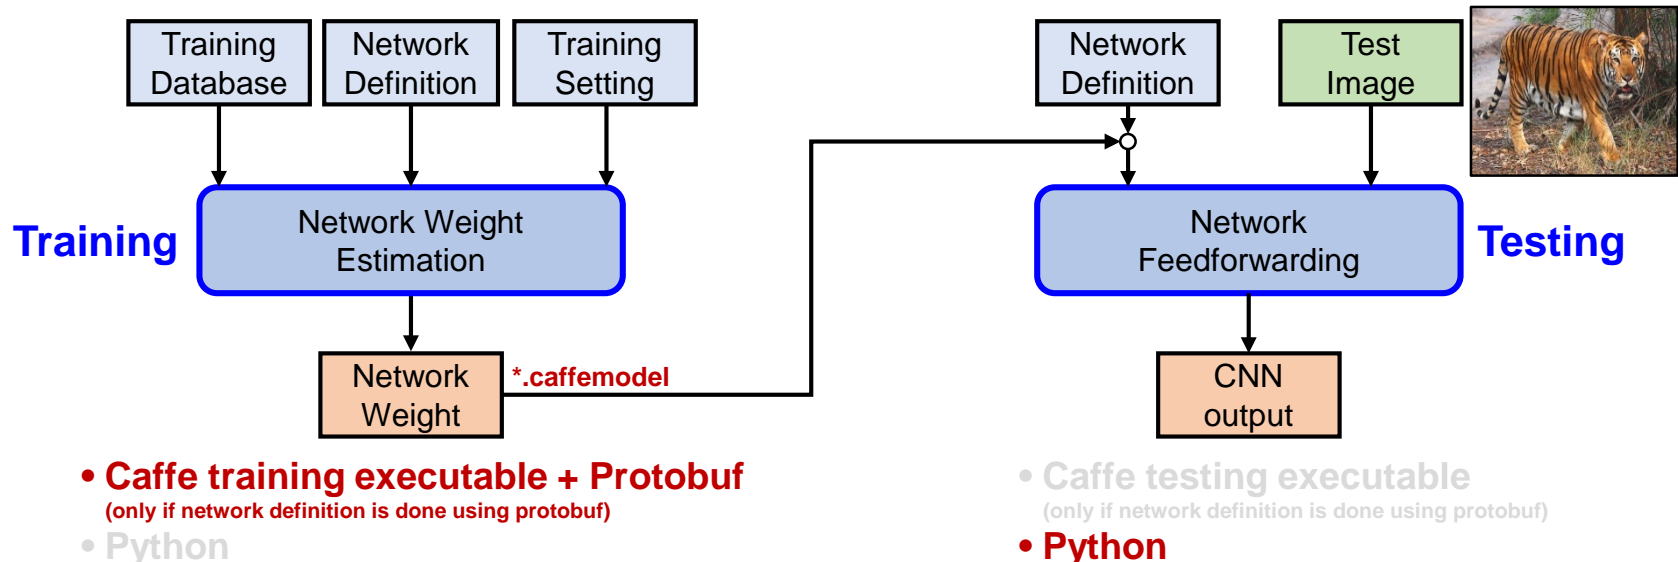 Training
Database
Network
Definition
Training
Setting
Network
Definition
Test
Image
Training
Network Weight
Estimation
Network
Feedforwarding
Testing
Network
Weight
*.caffemodel
CNN
output
• Caffe training executable + Protobuf
(only if network definition is done using protobuf)
• Python
• Caffe testing executable
(only if network definition is done using protobuf)
• Python